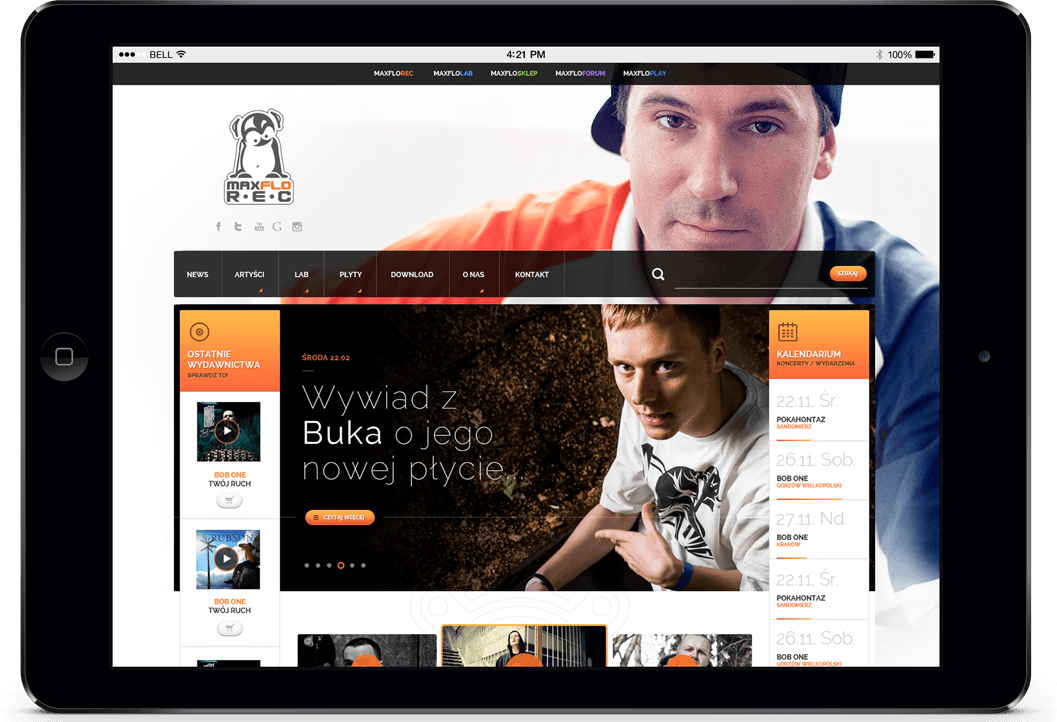 BELL
4:21 PM
100%
MAXFLOREC
MAXFLOLAB
MAXFLOSKLEP
MAXFLOFORUM
MAXFLOPLAY
MAXFLO
R·E·C
NEWS
ARTYŚCI
LAB
PŁYTY
DOWNLOAD
O NAS
KONTAKT
SZUKAJ
OSTATNIE
WYDAWNICTWA
SPRAWDŹ TO!
BOB ONE
TWÓJ RUCH
GRUBSON
BOB ONE
TWÓJ RUCH
ŚRODA 22.02
Wywiad z
Buka o jego
nowej płycie...
CZYTAJ WIĘCEJ
KALENDARIUM
KONCERTY / WYDARZENIA
22.11, Śr.
POKAHONTAZ
SANDOMIERZ
26.11, Sob.
BOB ONE
GORZÓW WIELKOPOLSKI
27.11, Nd.
BOB ONE
KRAKÓW
22.11, Śr.
POKAHONTAZ
SANDOMIERZ
26.11, Sob.
BOB ONE
GORZÓW WIELKOPOLSKI